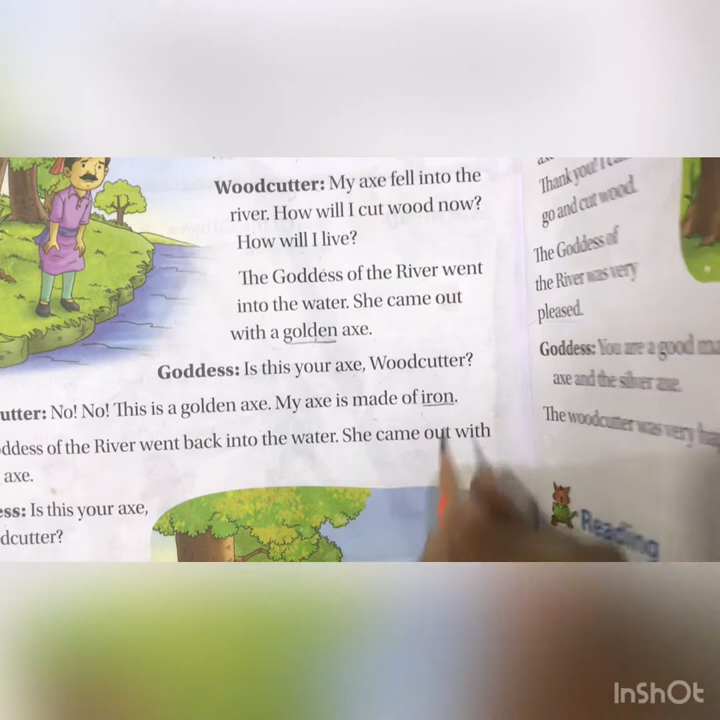 Woodcutter: My axe fell into the
river. How will I cut wood now?
How will I live?
The Goddess of the River went
into the water. She came out
with a golden axe.
Goddess: Is this your axe, Woodcutter?
utter: No! No! This is a golden axe. My axe is made of iron.
ddess of the River went back into the water. She came out with
axe.
ess: Is this your axe,
dcutter?
Thank you! I
go and cut wood.
The Goddess of
the River was very
pleased.
Goddess: You are a good ma
axe and the silver axe.
The woodcutter was very ha
Reading
InShOt